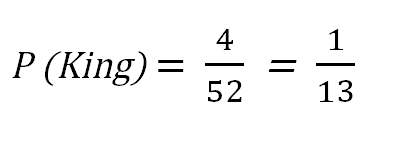 P (King) = 4/52 = 1/13